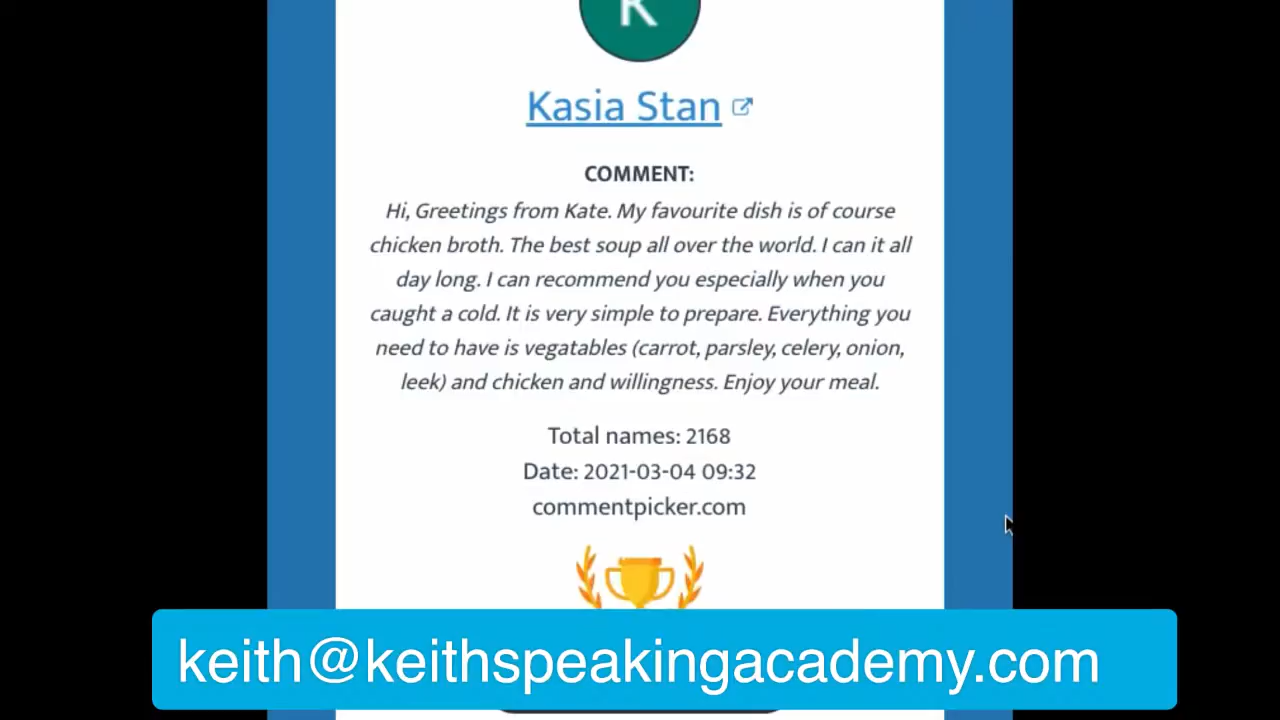 K
Kasia Stan
COMMENT:
Hi, Greetings from Kate. My favourite dish is of course
chicken broth. The best soup all over the world. I can it all
day long. I can recommend you especially when you
caught a cold. It is very simple to prepare. Everything you
need to have is vegatables (carrot, parsley, celery, onion,
leek) and chicken and willingness. Enjoy your meal.
Total names: 2168
Date: 2021-03-04 09:32
commentpicker.com
keith@keithspeakingacademy.com